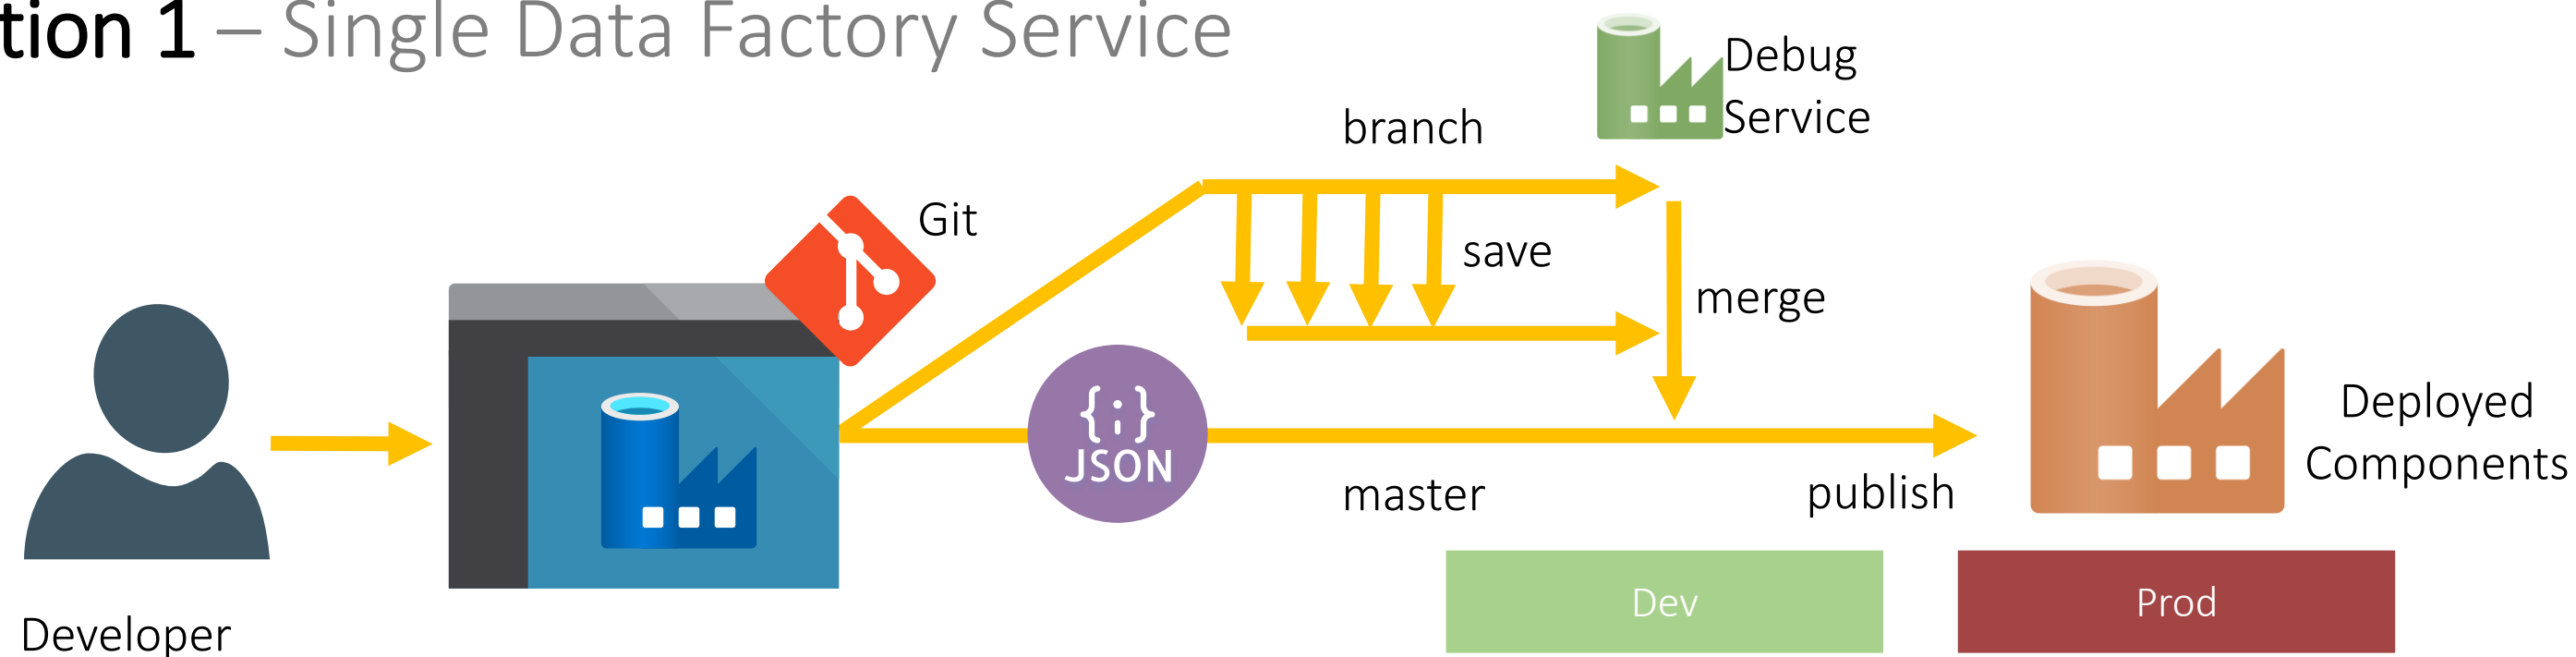 tion 1 – Single Data Factory Service
Debug
Service
branch
Git
save
merge
{;}
JSON
Deployed
Components
master
publish
Dev
Prod
Developer